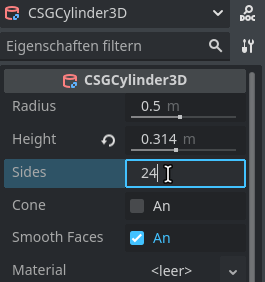 CSGCylinder3D
Eigenschaften filtern
CSGCylinder3D
Radius 0.5 m
Height 0.314 m
Sides 24
Cone An
Smooth Faces An
Material <leer>